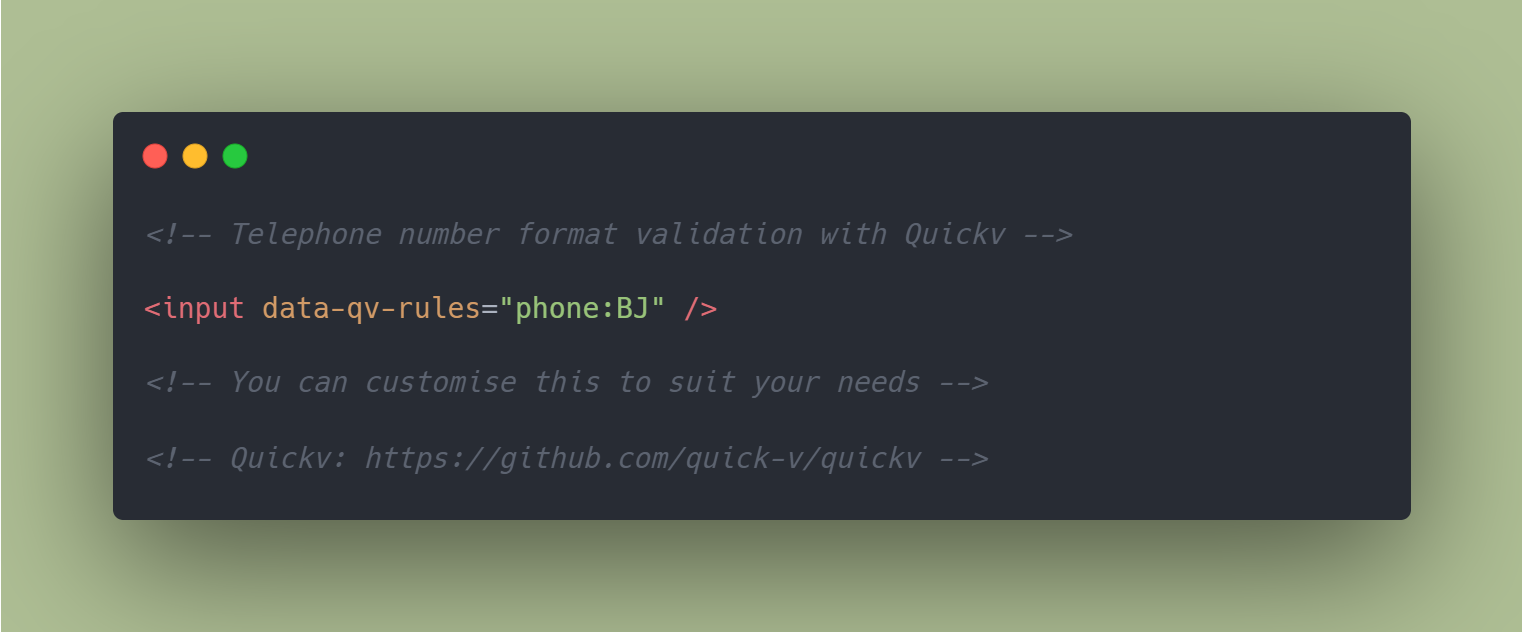 <!-- Telephone number format validation with Quickv -->
<input data-qv-rules="phone:BJ" />
<!-- You can customise this to suit your needs -->
<!-- Quickv: https://github.com/quick-v/quickv -->